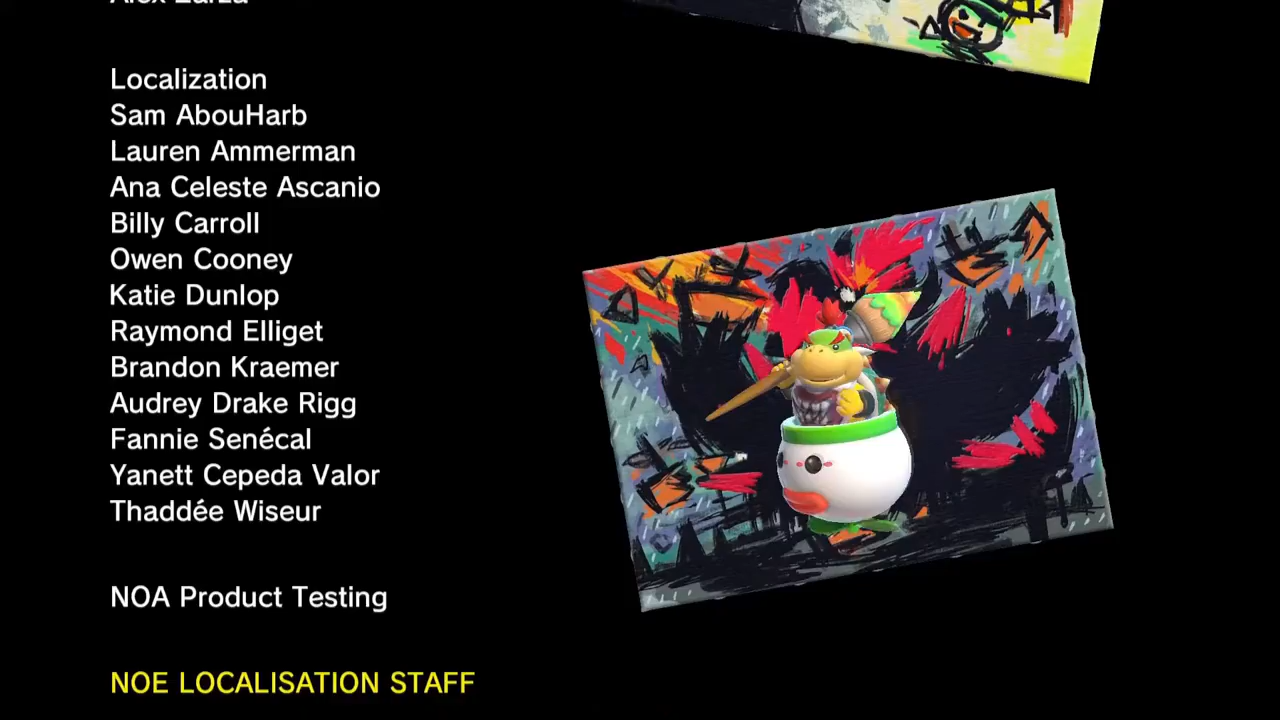 Localization
Sam AbouHarb
Lauren Ammerman
Ana Celeste Ascanio
Billy Carroll
Owen Cooney
Katie Dunlop
Raymond Elliget
Brandon Kraemer
Audrey Drake Rigg
Fannie Senécal
Yanett Cepeda Valor
Thaddée Wiseur
NOA Product Testing
NOE LOCALISATION STAFF